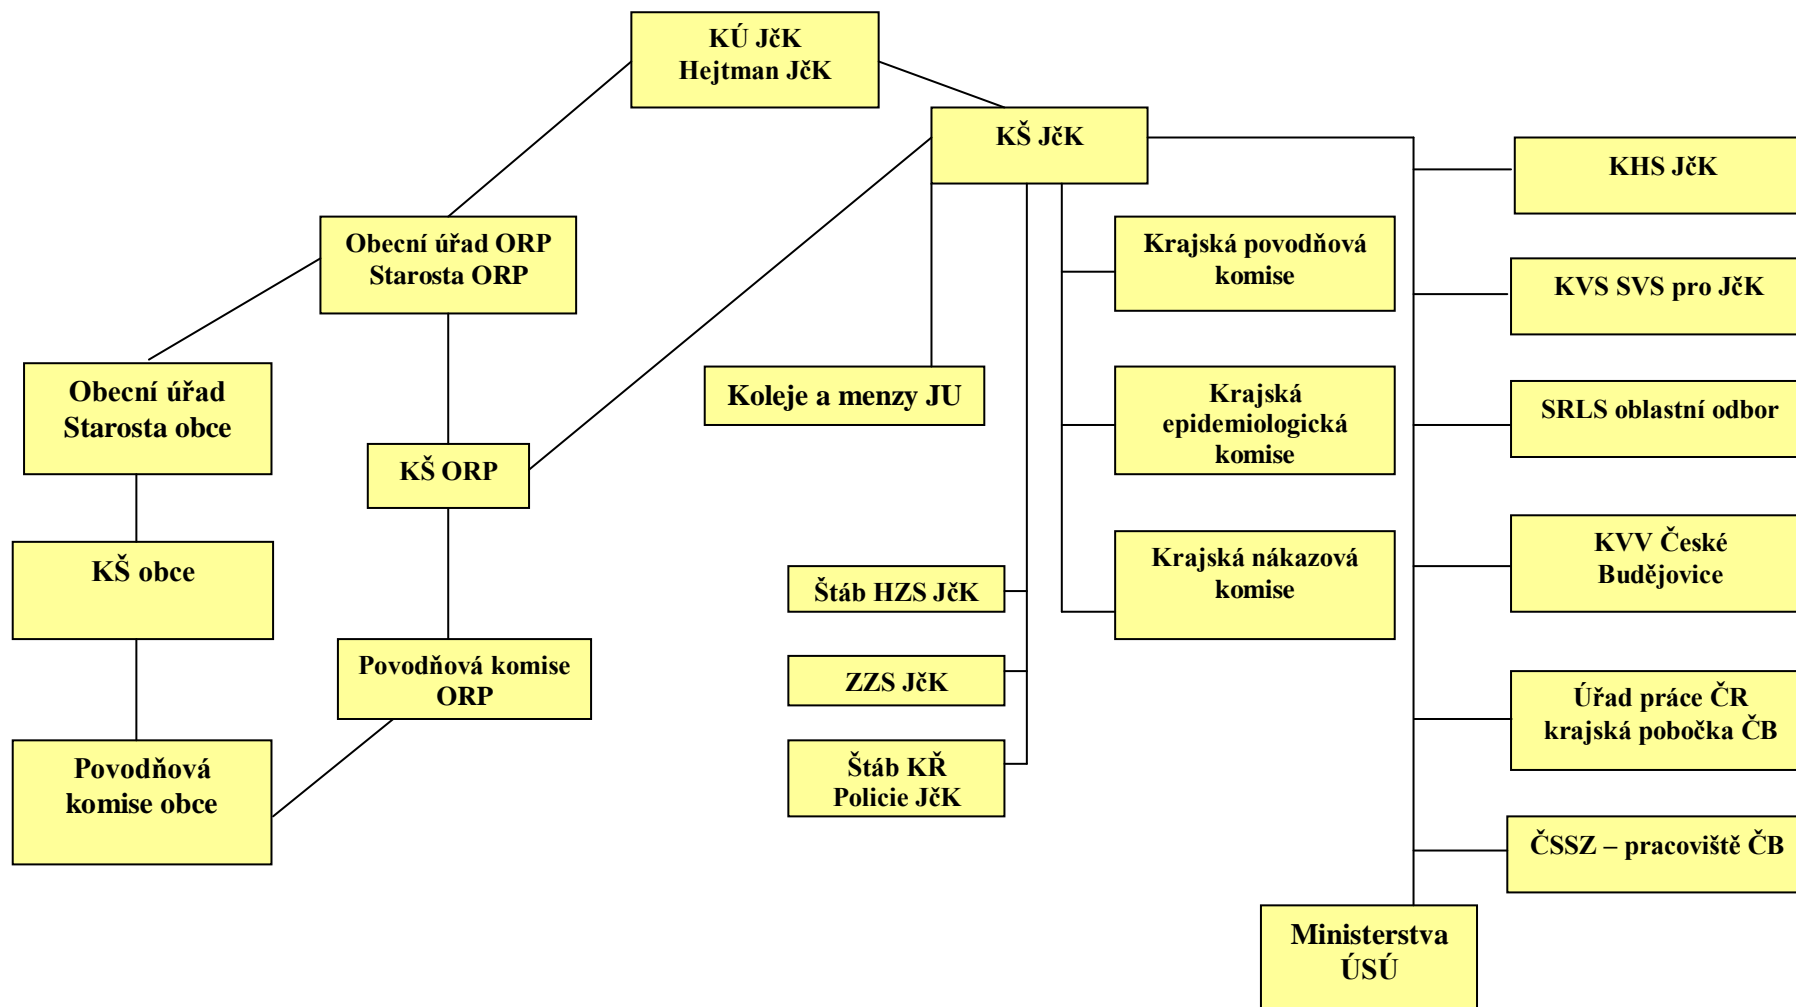 KÚ JčK
Hejtman JčK
KŠ JčK
KHS JčK
Obecní úřad ORP
Starosta ORP
Krajská povodňová
komise
KVS SVS pro JčK
Obecní úřad
Starosta obce
Koleje a menzy JU
Krajská
epidemiologická
komise
SRLS oblastní odbor
KŠ ORP
KŠ obce
Štáb HZS JčK
Krajská nákazová
komise
KVV České
Budějovice
Povodňová komise
ORP
ZZS JčK
Úřad práce ČR
krajská pobočka ČB
Povodňová
komise obce
Štáb KŘ
Policie JčK
ČSSZ – pracoviště ČB
Ministerstva
ÚSÚ